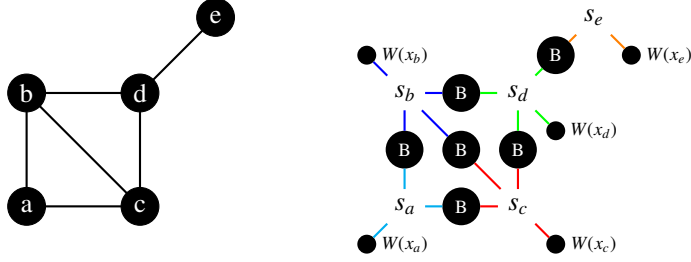 e
b
d
a
c
s_e
W(x_b)
B
W(x_e)
s_b
B
s_d
W(x_d)
B
B
B
s_a
B
s_c
W(x_a)
W(x_c)